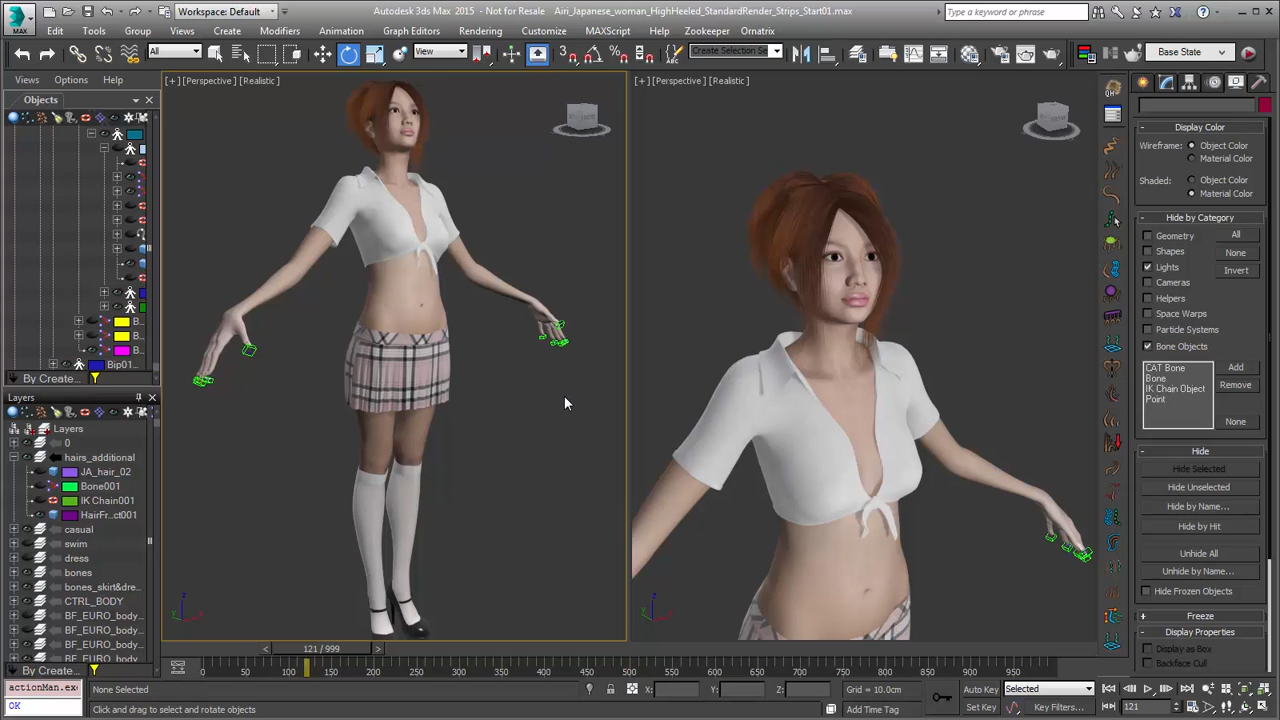 Workspace: Default
Autodesk 3ds Max 2015 - Not for Resale
Airi_Japanese_woman_HighHeeled_StandardRender_Strips_Start01.max
Type a keyword or phrase
MAX
Edit
Tools
Group
Views
Create
Modifiers
Animation
Graph Editors
Rendering
Customize
MAXScript
Help
Zookeeper
Ornatrix
All
View
Create Selection Se
Base State
Views
Options
Help
Objects
B...
B...
B...
Bip01...
By Create...
[+] [Perspective] [Realistic]
[+] [Perspective] [Realistic]
Layers
Layers
0
hairs_additional
JA_hair_02
Bone001
IK Chain001
HairFr...ct001
casual
swim
dress
bones
bones_skirt&dre...
CTRL_BODY
BF_EURO_body...
BF_EURO_body...
BF_EURO_body...
BF_EURO_body...
By Create...
Display Color
Wireframe:
Object Color
Material Color
Shaded:
Object Color
Material Color
Hide by Category
Geometry
All
Shapes
None
Lights
Invert
Cameras
Helpers
Space Warps
Particle Systems
Bone Objects
CAT Bone
Bone
IK Chain Object
Point
Add
Remove
None
Hide
Hide Selected
Hide Unselected
Hide by Name...
Hide by Hit
Unhide All
Unhide by Name...
Hide Frozen Objects
Freeze
Display Properties
Display as Box
Backface Cull
z
x
y
z
x
y
121 / 999
0 50 100 150 200 250 300 350 400 450 500 550 600 650 700 750 800 850 900 950
actionMan.exe
OK
None Selected
Click and drag to select and rotate objects
X:
Y:
Z:
Grid = 10.0cm
Add Time Tag
Auto Key
Selected
Set Key
Key Filters...
121